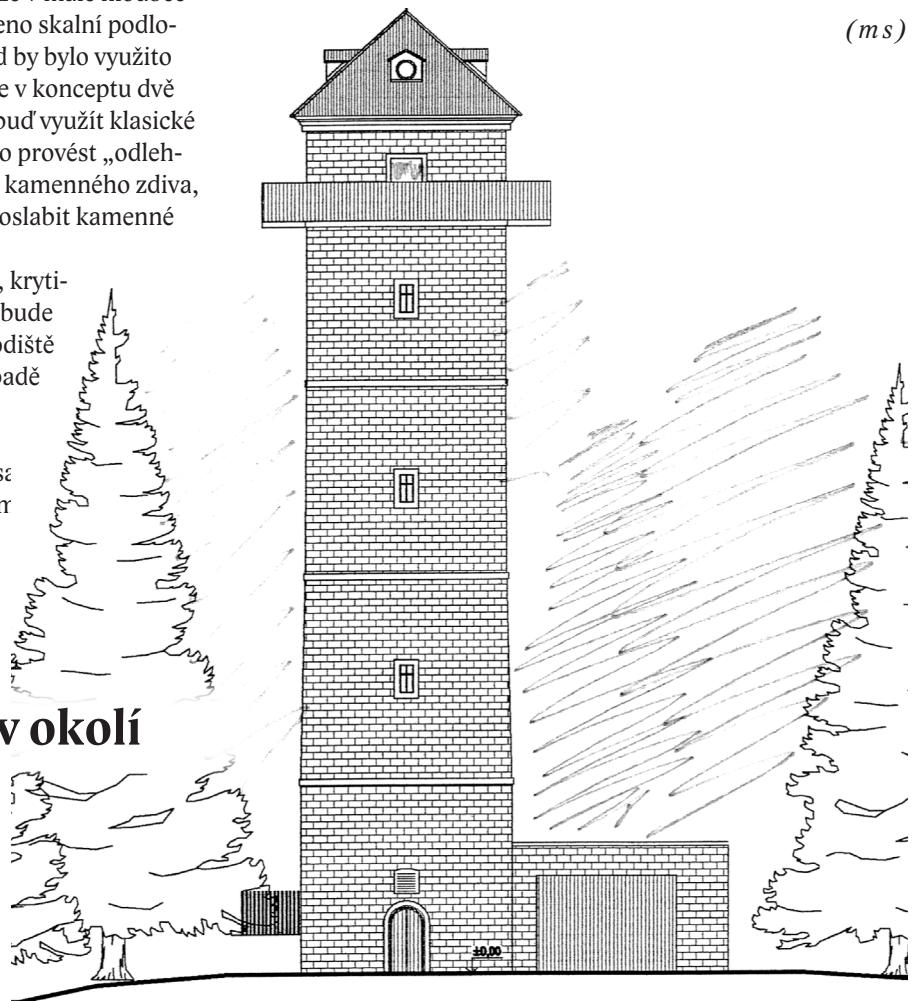 eno skalní podlo-
d by bylo využito
e v konceptu dvě
buď využít klasické
o provést „odleh-
kamenného zdiva,
oslabit kamenné
, kryti-
bude
odiště
padě
v okolí
(ms)
±0,00